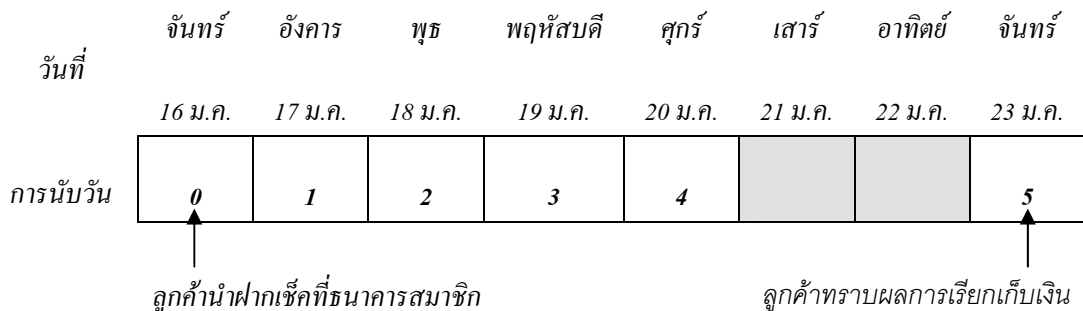 จันทร์ อังคาร พุธ พฤหัสบดี ศุกร์ เสาร์ อาทิตย์ จันทร์
วันที่
16 ม.ค. 17 ม.ค. 18 ม.ค. 19 ม.ค. 20 ม.ค. 21 ม.ค. 22 ม.ค. 23 ม.ค.
การนับวัน 0 1 2 3 4 5
ลูกค้านำฝากเช็คที่ธนาคารสมาชิก ลูกค้าทราบผลการเรียกเก็บเงิน